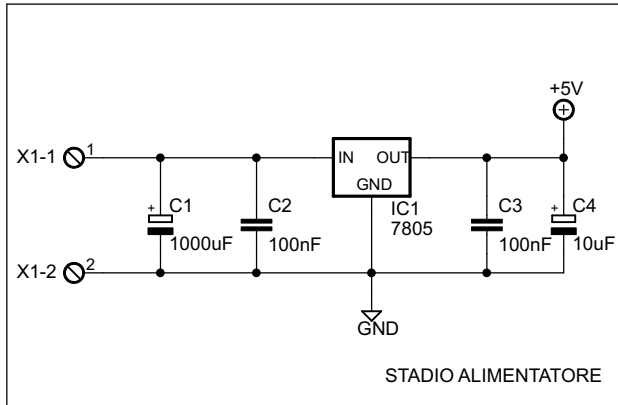 +5V
X1-1
1
IN
OUT
GND
+
C1
1000uF
C2
100nF
IC1
7805
C3
100nF
+
C4
10uF
X1-2
2
GND
STADIO ALIMENTATORE